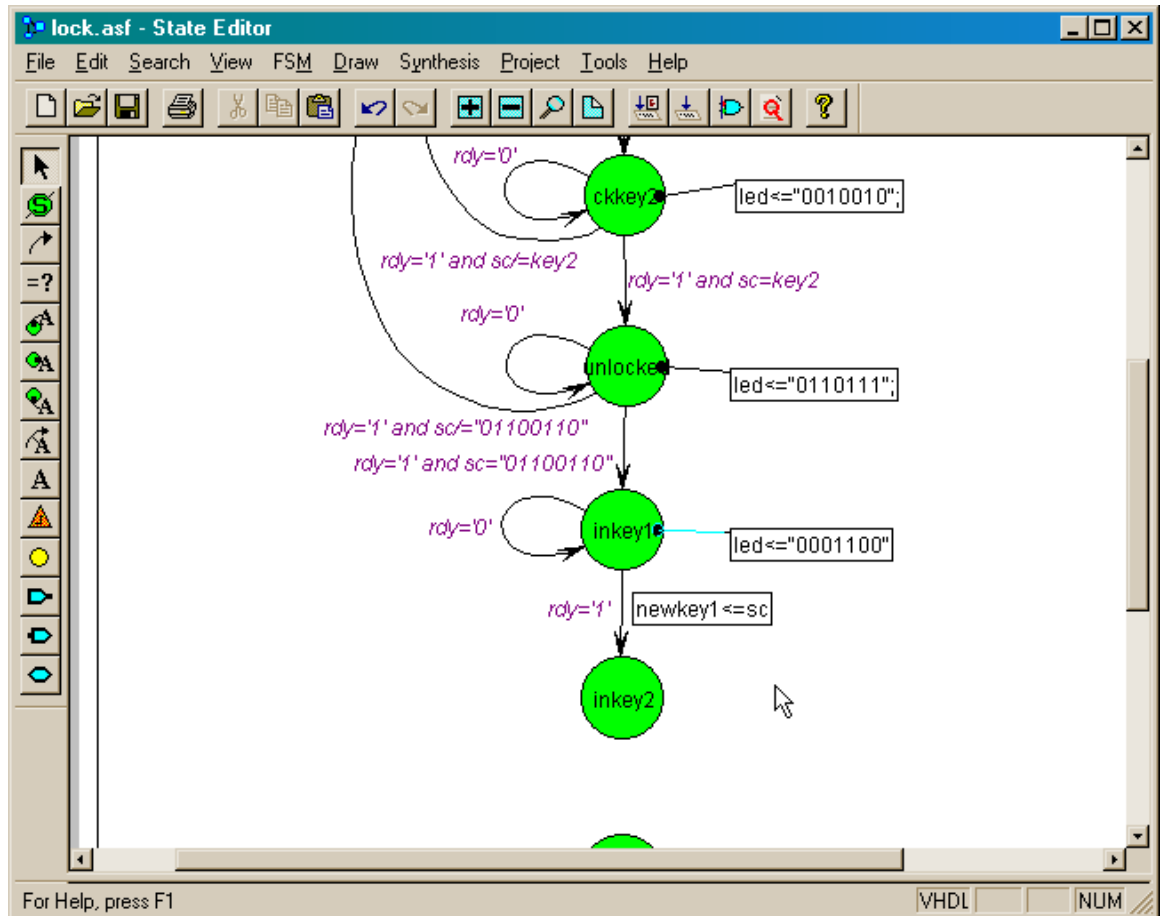 lock.asf - State Editor
File Edit Search View FSM Draw Synthesis Project Tools Help
rdy='0'
ckkey2
led<="0010010";
rdy='1' and sc/=key2
rdy='1' and sc=key2
rdy='0'
unlocked
led<="0110111";
rdy='1' and sc/="01100110"
rdy='1' and sc="01100110"
rdy='0'
inkey1
led<="0001100"
rdy='1'
newkey1<=sc
inkey2
S
=?
A
A
A
A
A
For Help, press F1
VHDL
NUM